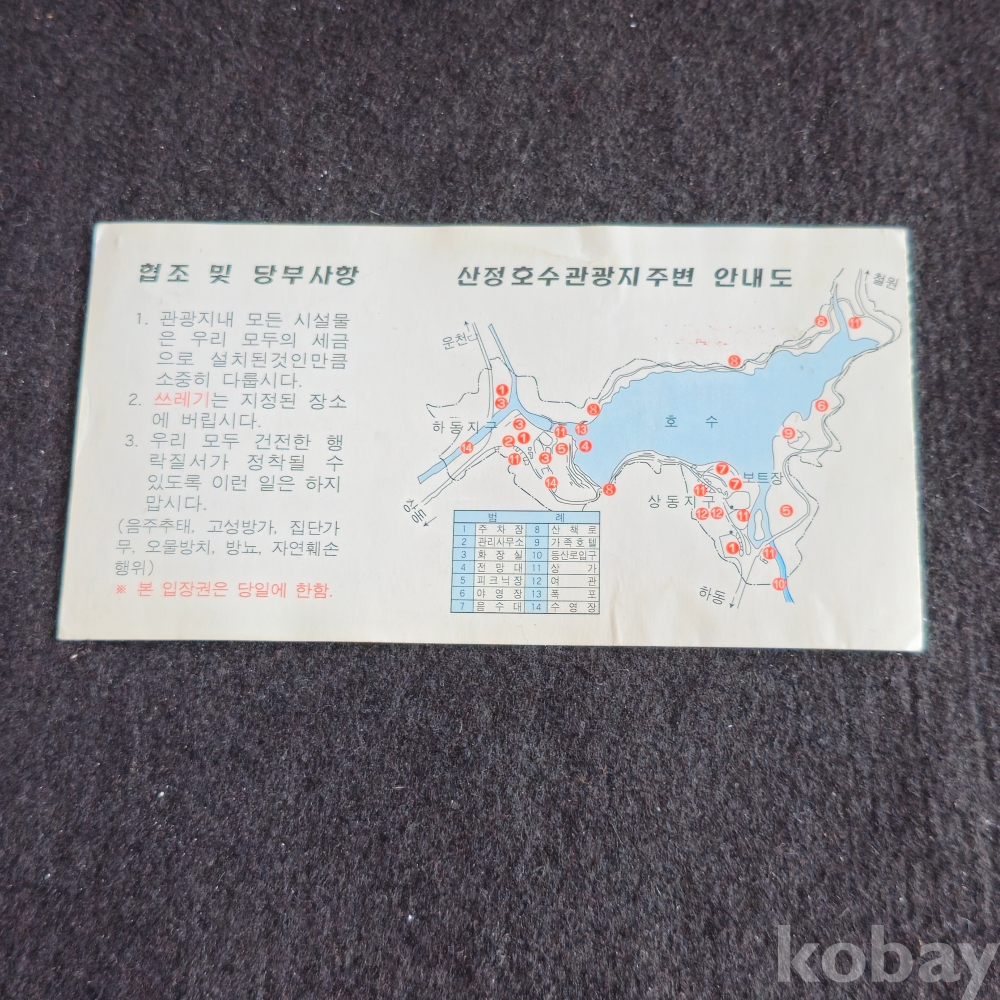 협조 및 당부사항
1. 관광지내 모든 시설물
은 우리 모두의 세금
으로 설치된것인만큼
소중히 다룹시다.
2. 쓰레기는 지정된 장소
에 버립시다.
3. 우리 모두 건전한 행
락질서가 정착될 수
있도록 이런 일은 하지
맙시다.
(음주추태, 고성방가, 집단가
무, 오물방치, 방뇨, 자연훼손
행위)
※ 본 입장권은 당일에 한함.
산정호수관광지주변 안내도
철원
운천
호 수
하동지구
상동지구
보트장
하동
범 례
1 주차장 8 산책로
2 관리사무소 9 가족호텔
3 화장실 10 등산로입구
4 전망대 11 상가
5 피크닉장 12 여관
6 야영장 13 폭포
7 음수대 14 수영장
kobay